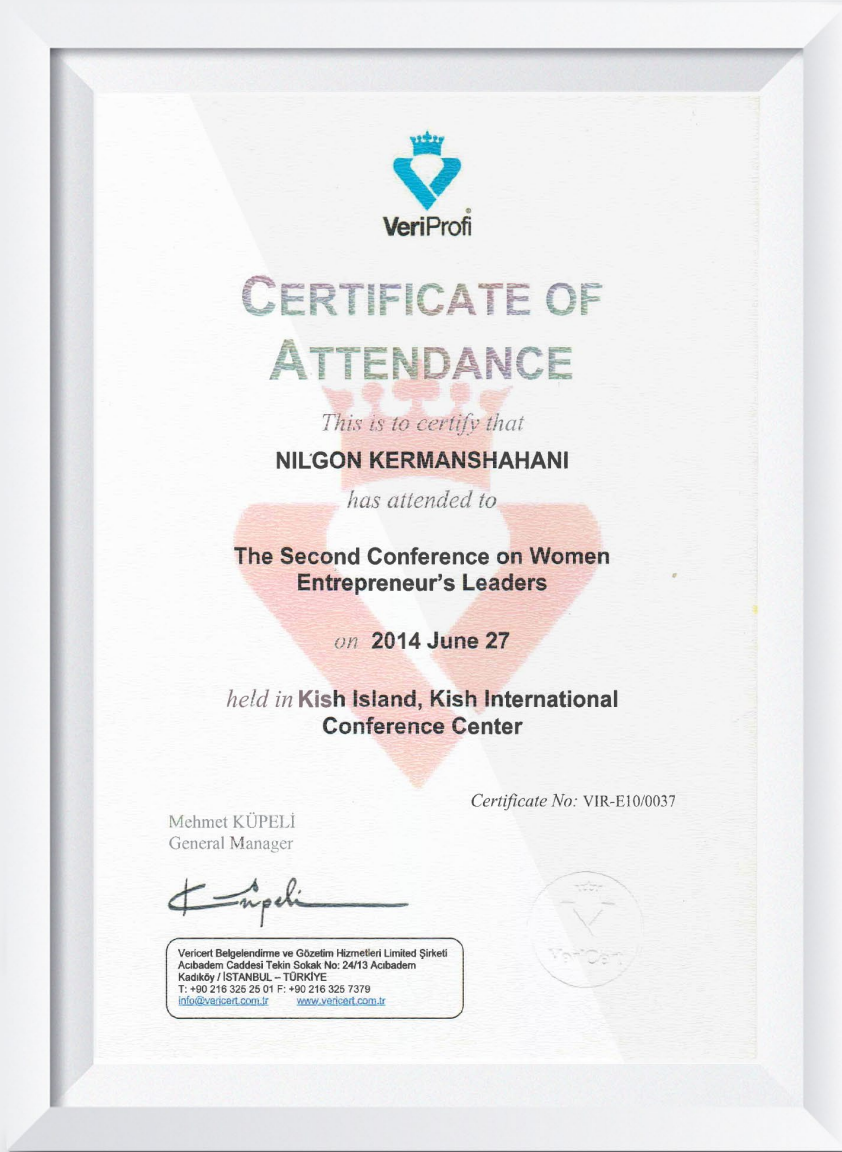 VeriProfi
CERTIFICATE OF
ATTENDANCE
This is to certify that
NIL'GON KERMANSHAHANI
has attended to
The Second Conference on Women
Entrepreneur's Leaders
on 2014 June 27
held in Kish Island, Kish International
Conference Center
Certificate No: VIR-E10/0037
Mehmet KÜPELİ
General Manager
Küpeli
Vericert Belgelendirme ve Gözetim Hizmetleri Limited Şirketi
Acıbadem Caddesi Tekin Sokak No: 24/13 Acıbadem
Kadıköy / İSTANBUL – TÜRKİYE
T: +90 216 325 25 01 F: +90 216 325 7379
info@vericert.com.tr www.vericert.com.tr
VeriCert